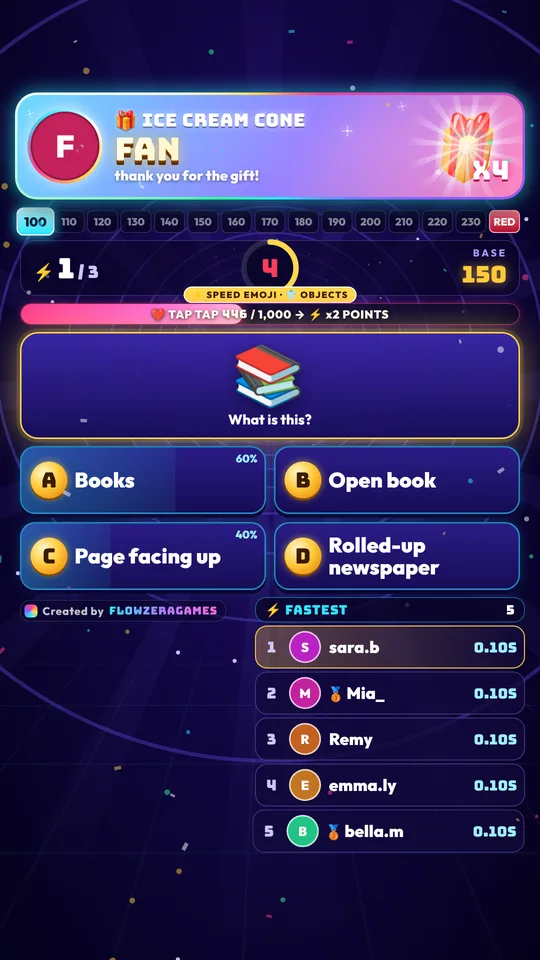 F
🎁 ICE CREAM CONE
FAN
thank you for the gift!
X4
100 110 120 130 140 150 160 170 180 190 200 210 220 230 RED
⚡ 1 / 3
4
BASE
150
SPEED EMOJI • OBJECTS
❤️ TAP TAP 446 / 1,000 → ⚡ x2 POINTS
What is this?
A Books 60%
B Open book
C Page facing up 40%
D Rolled-up
newspaper
Created by FLOWZERAGAMES
⚡ FASTEST 5
1 S sara.b 0.10S
2 M 🥉 Mia_ 0.10S
3 R Remy 0.10S
4 E emma.ly 0.10S
5 B 🥉 bella.m 0.10S